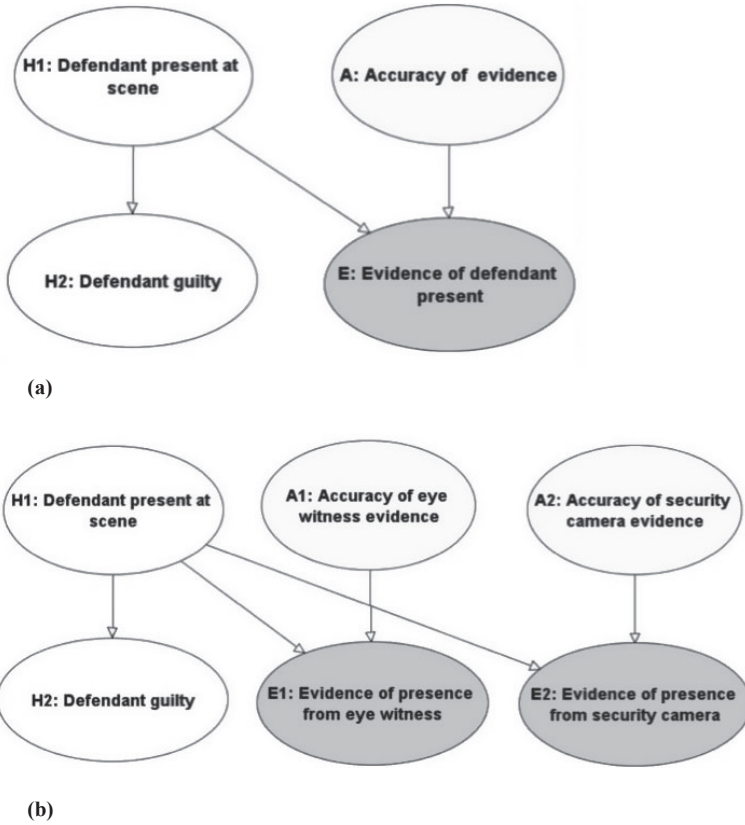 H1: Defendant present at
scene
A: Accuracy of evidence
H2: Defendant guilty
E: Evidence of defendant
present
(a)
H1: Defendant present at
scene
A1: Accuracy of eye
witness evidence
A2: Accuracy of security
camera evidence
H2: Defendant guilty
E1: Evidence of presence
from eye witness
E2: Evidence of presence
from security camera
(b)